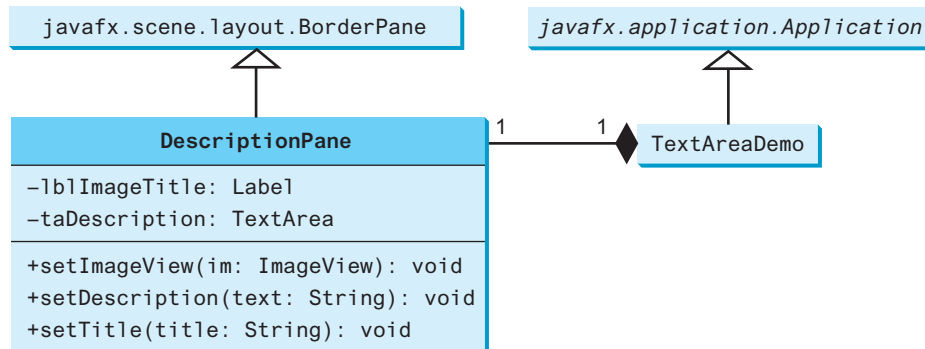 javafx.scene.layout.BorderPane
javafx.application.Application
DescriptionPane
1
1
TextAreaDemo
–lblImageTitle: Label
–taDescription: TextArea
+setImageView(im: ImageView): void
+setDescription(text: String): void
+setTitle(title: String): void